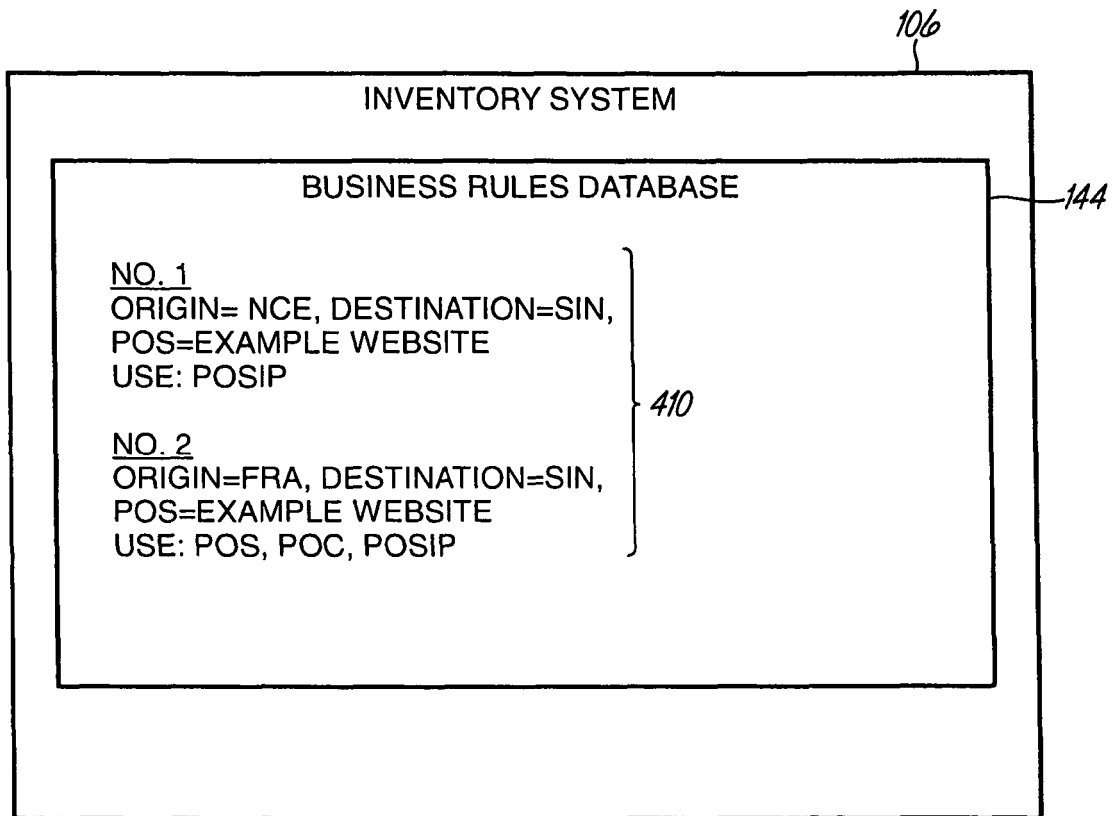 106
INVENTORY SYSTEM
BUSINESS RULES DATABASE
144
NO. 1
ORIGIN= NCE, DESTINATION=SIN,
POS=EXAMPLE WEBSITE
USE: POSIP
410
NO. 2
ORIGIN=FRA, DESTINATION=SIN,
POS=EXAMPLE WEBSITE
USE: POS, POC, POSIP